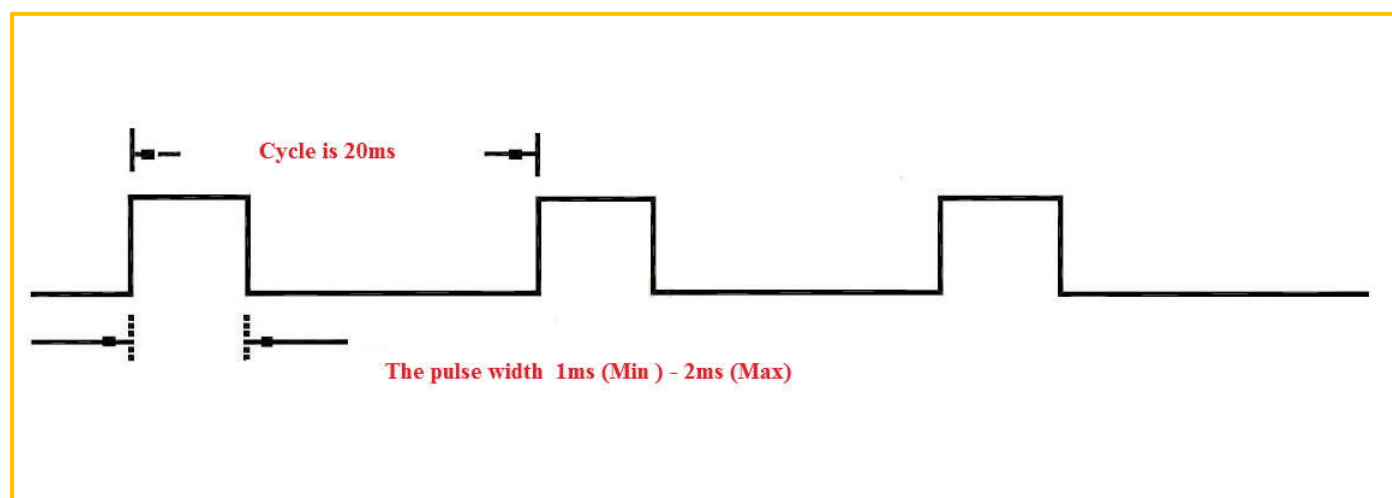 Cycle is 20ms
The pulse width 1ms (Min ) - 2ms (Max)